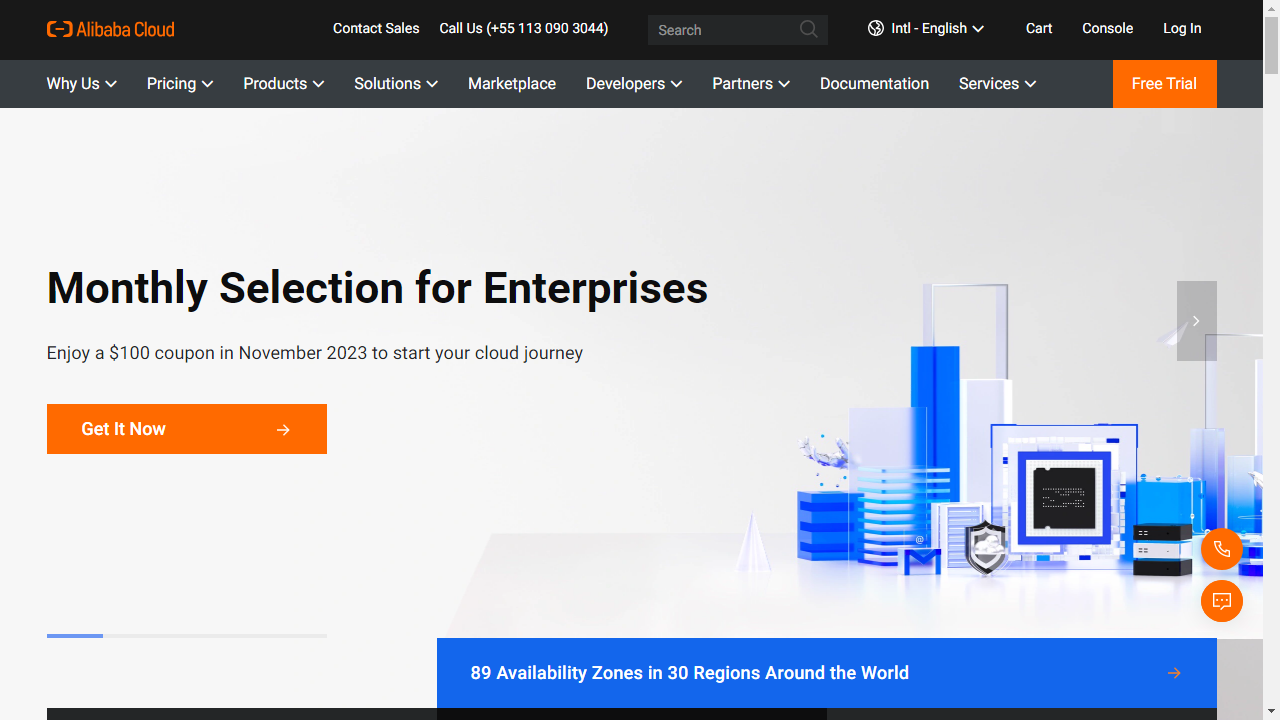 Alibaba Cloud
Contact Sales
Call Us (+55 113 090 3044)
Search
Intl - English
Cart
Console
Log In
Why Us
Pricing
Products
Solutions
Marketplace
Developers
Partners
Documentation
Services
Free Trial
Monthly Selection for Enterprises
Enjoy a $100 coupon in November 2023 to start your cloud journey
Get It Now
@
89 Availability Zones in 30 Regions Around the World